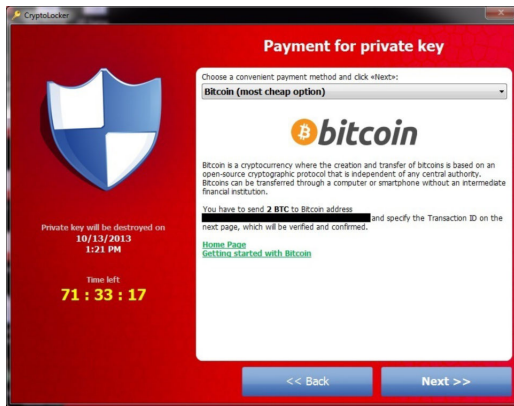 CryptoLocker
Payment for private key
Choose a convenient payment method and click «Next»:
Bitcoin (most cheap option)
bitcoin
Bitcoin is a cryptocurrency where the creation and transfer of bitcoins is based on an
open-source cryptographic protocol that is independent of any central authority.
Bitcoins can be transferred through a computer or smartphone without an intermediate
financial institution.
You have to send 2 BTC to Bitcoin address
and specify the Transaction ID on the
next page, which will be verified and confirmed.
Home Page
Getting started with Bitcoin
Private key will be destroyed on
10/13/2013
1:21 PM
Time left
71 : 33 : 17
<< Back
Next >>